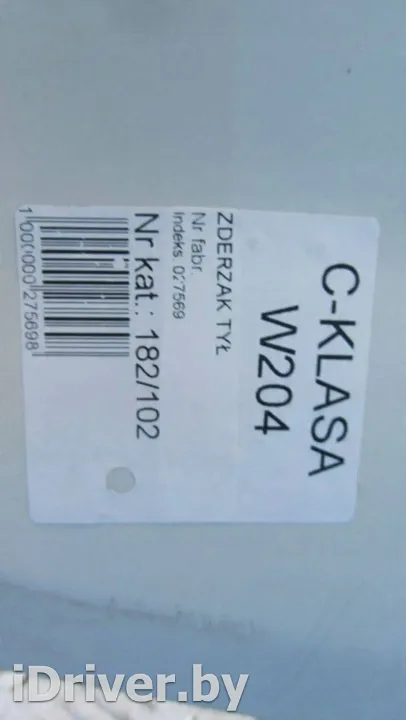 C-KLASA
W204
ZDERZAK TYŁ
Nr fabr.
Indeks: 027569
Nr kat.: 182/102
1000000275698
iDriver.by